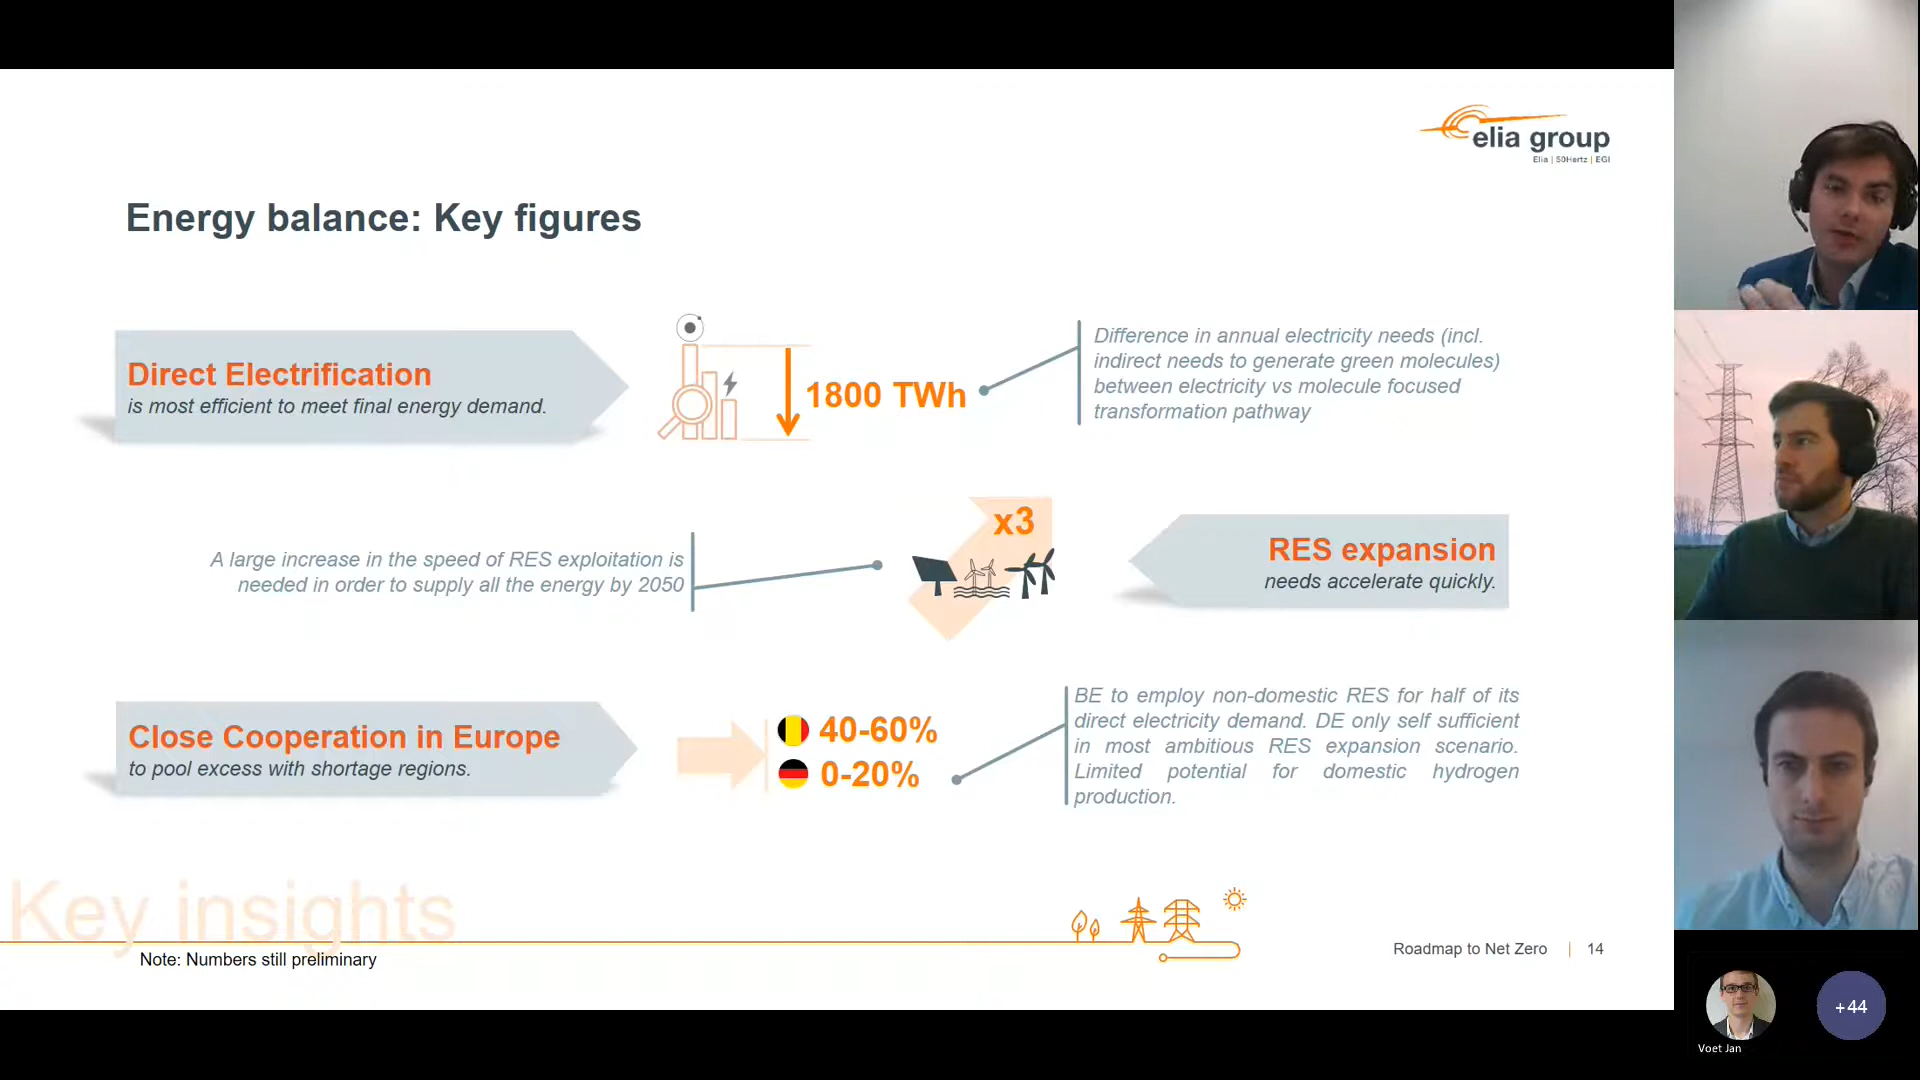 elia group
Elia | 50Hertz | EGI
Energy balance: Key figures
Direct Electrification
is most efficient to meet final energy demand.
1800 TWh
Difference in annual electricity needs (incl.
indirect needs to generate green molecules)
between electricity vs molecule focused
transformation pathway
A large increase in the speed of RES exploitation is
needed in order to supply all the energy by 2050
x3
RES expansion
needs accelerate quickly.
Close Cooperation in Europe
to pool excess with shortage regions.
40-60%
0-20%
BE to employ non-domestic RES for half of its
direct electricity demand. DE only self sufficient
in most ambitious RES expansion scenario.
Limited potential for domestic hydrogen
production.
Key insights
Note: Numbers still preliminary
Roadmap to Net Zero | 14
Voet Jan
+44